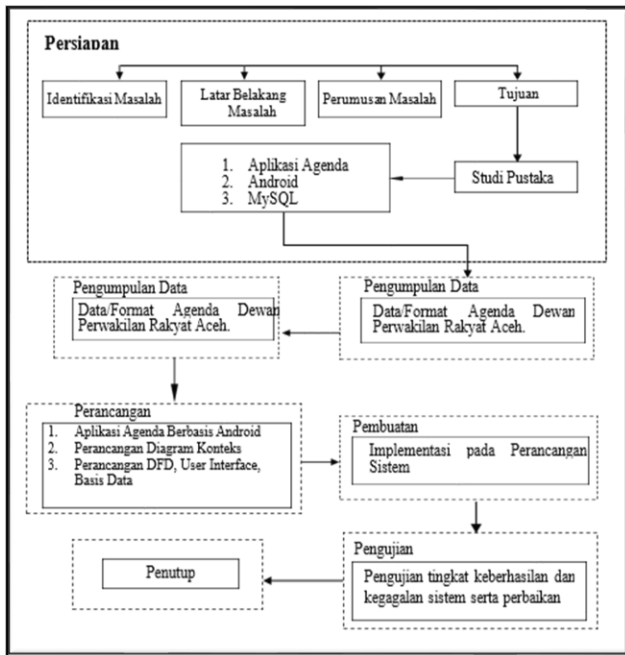 Persiapan
Identifikasi Masalah
Latar Belakang
Masalah
Perumusan Masalah
Tujuan
1. Aplikasi Agenda
2. Android
3. MySQL
Studi Pustaka
Pengumpulan Data
Data/Format Agenda Dewan
Perwakilan Rakyat Aceh.
Pengumpulan Data
Data/Format Agenda Dewan
Perwakilan Rakyat Aceh.
Perancangan
1. Aplikasi Agenda Berbasis Android
2. Perancangan Diagram Konteks
3. Perancangan DFD, User Interface,
Basis Data
Pembuatan
Implementasi pada Perancangan
Sistem
Pengujian
Pengujian tingkat keberhasilan dan
kegagalan sistem serta perbaikan
Penutup